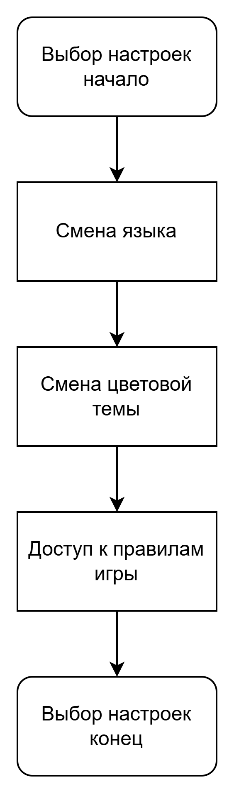 Выбор настроек
начало
Смена языка
Смена цветовой
темы
Доступ к правилам
игры
Выбор настроек
конец